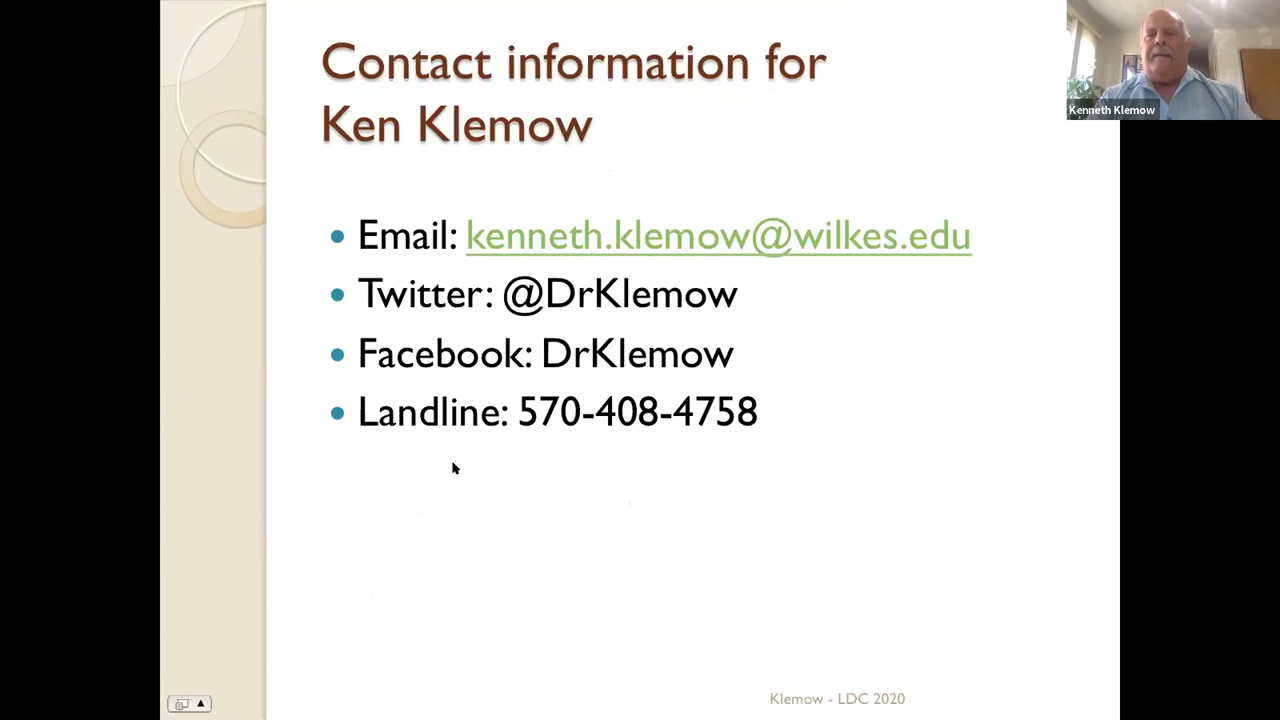 Contact information for
Ken Klemow
Kenneth Klemow
• Email: kenneth.klemow@wilkes.edu
• Twitter: @DrKlemow
• Facebook: DrKlemow
• Landline: 570-408-4758
Klemow - LDC 2020